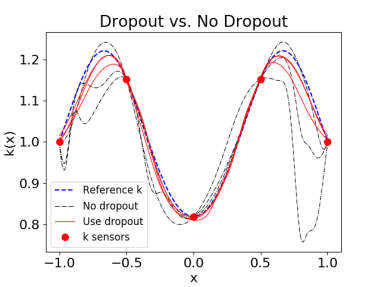 Dropout vs. No Dropout
k(x)
1.2
1.1
1.0
0.9
0.8
Reference k
No dropout
Use dropout
k sensors
−1.0 −0.5 0.0 0.5 1.0
x